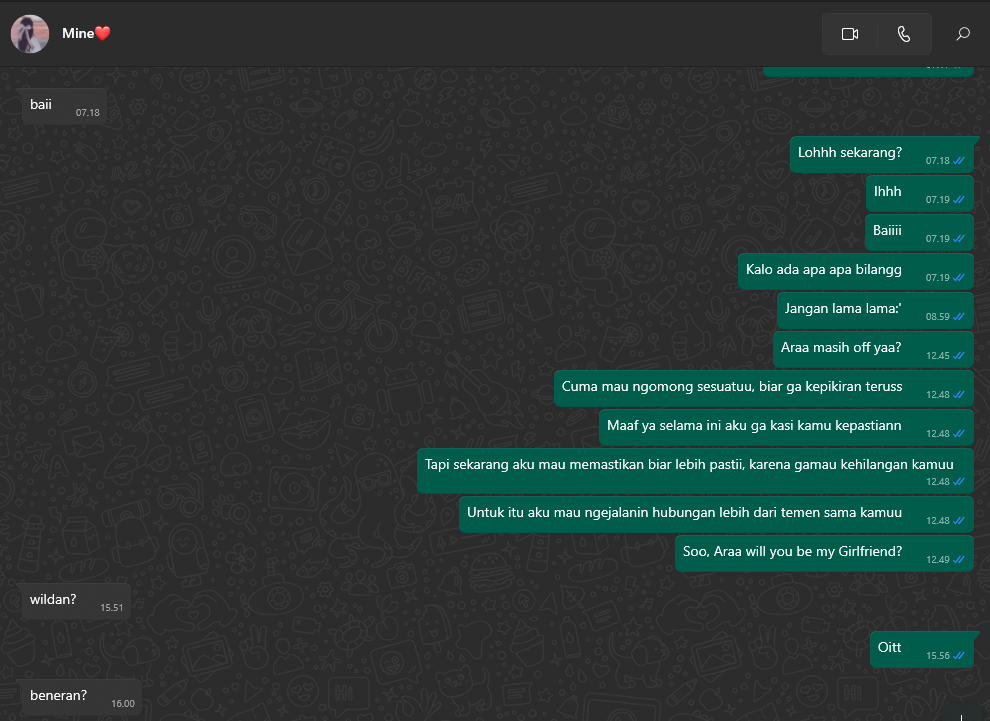 Mine❤️
baii
07.18
Lohhh sekarang?
07.18
Ihhh
07.19
Baiiii
07.19
Kalo ada apa apa bilangg
07.19
Jangan lama lama:'
08.59
Araa masih off yaa?
12.45
Cuma mau ngomong sesuatuu, biar ga kepikiran teruss
12.48
Maaf ya selama ini aku ga kasi kamu kepastiann
12.48
Tapi sekarang aku mau memastikan biar lebih pastii, karena gamau kehilangan kamuu
12.48
Untuk itu aku mau ngejalanin hubungan lebih dari temen sama kamuu
12.48
Soo, Araa will you be my Girlfriend?
12.49
wildan?
15.51
Oitt
15.56
beneran?
16.00